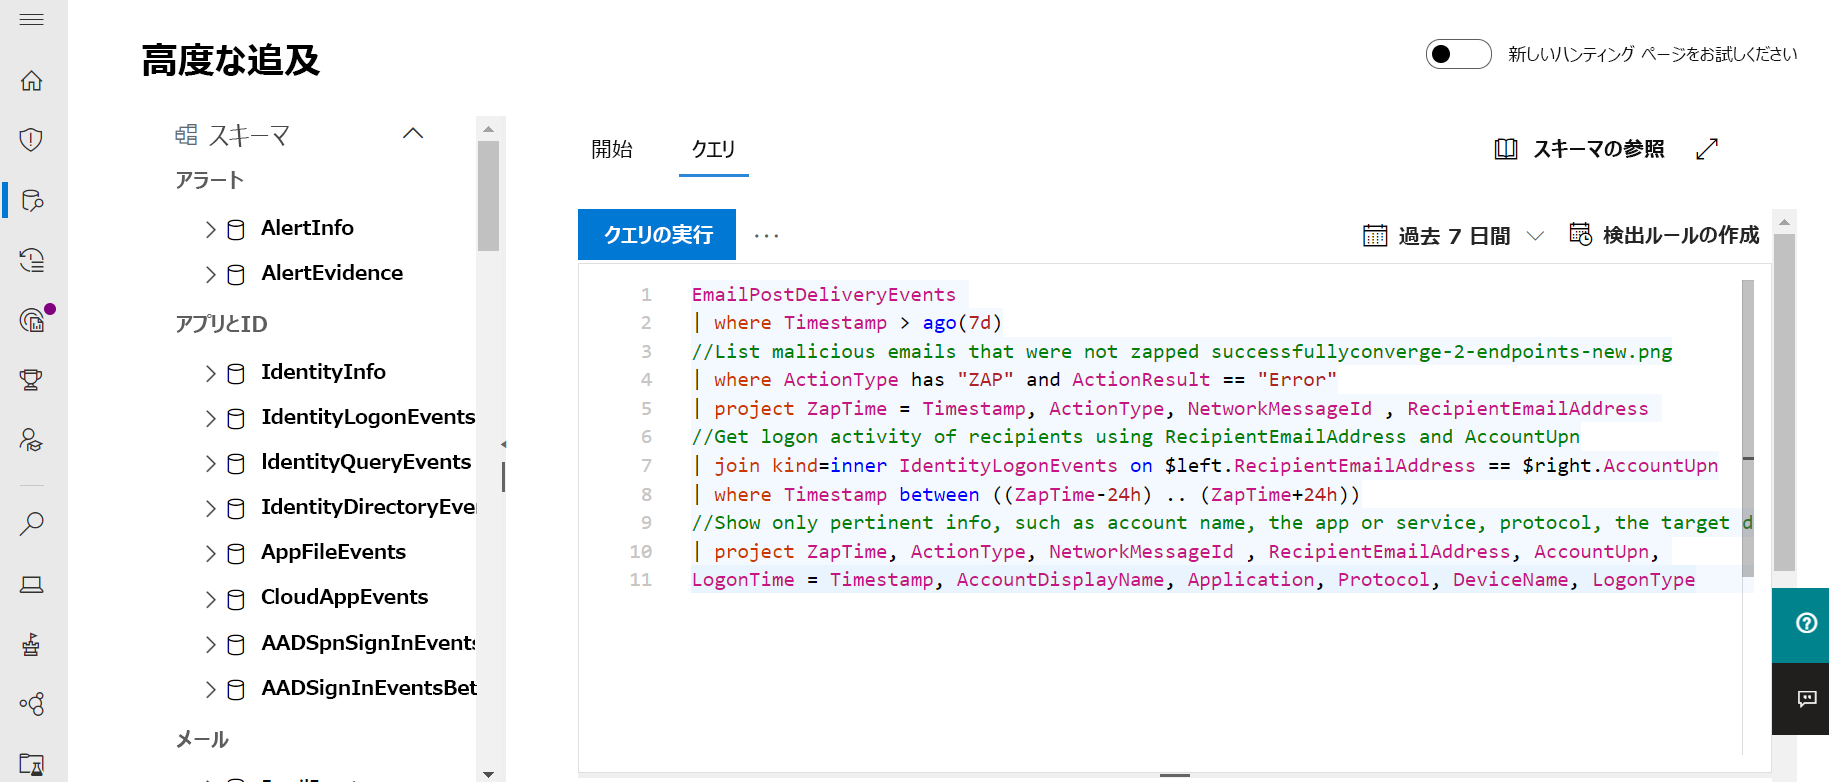 高度な追及
新しいハンティング ページをお試しください
スキーマ
アラート
AlertInfo
AlertEvidence
アプリとID
IdentityInfo
IdentityLogonEvents
IdentityQueryEvents
IdentityDirectoryEve
AppFileEvents
CloudAppEvents
AADSpnSignInEvents
AADSignInEventsBet
メール
開始
クエリ
スキーマの参照
クエリの実行
...
過去 7 日間
検出ルールの作成
1 EmailPostDeliveryEvents
2 | where Timestamp > ago(7d)
3 //List malicious emails that were not zapped successfullyconverge-2-endpoints-new.png
4 | where ActionType has "ZAP" and ActionResult == "Error"
5 | project ZapTime = Timestamp, ActionType, NetworkMessageId , RecipientEmailAddress
6 //Get logon activity of recipients using RecipientEmailAddress and AccountUpn
7 | join kind=inner IdentityLogonEvents on $left.RecipientEmailAddress == $right.AccountUpn
8 | where Timestamp between ((ZapTime-24h) .. (ZapTime+24h))
9 //Show only pertinent info, such as account name, the app or service, protocol, the target d
10 | project ZapTime, ActionType, NetworkMessageId , RecipientEmailAddress, AccountUpn,
11 LogonTime = Timestamp, AccountDisplayName, Application, Protocol, DeviceName, LogonType